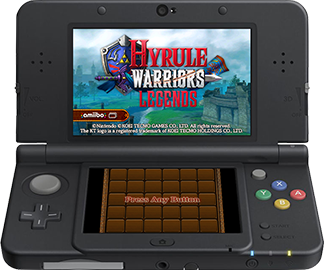 HYRULE
WARRIORS
LEGENDS
amiibo
©Nintendo ©KOEI TECMO GAMES CO., LTD. All rights reserved.
The KT logo is a registered trademark of KOEI TECMO HOLDINGS CO., LTD.
Press Any Button
X
Y
A
B